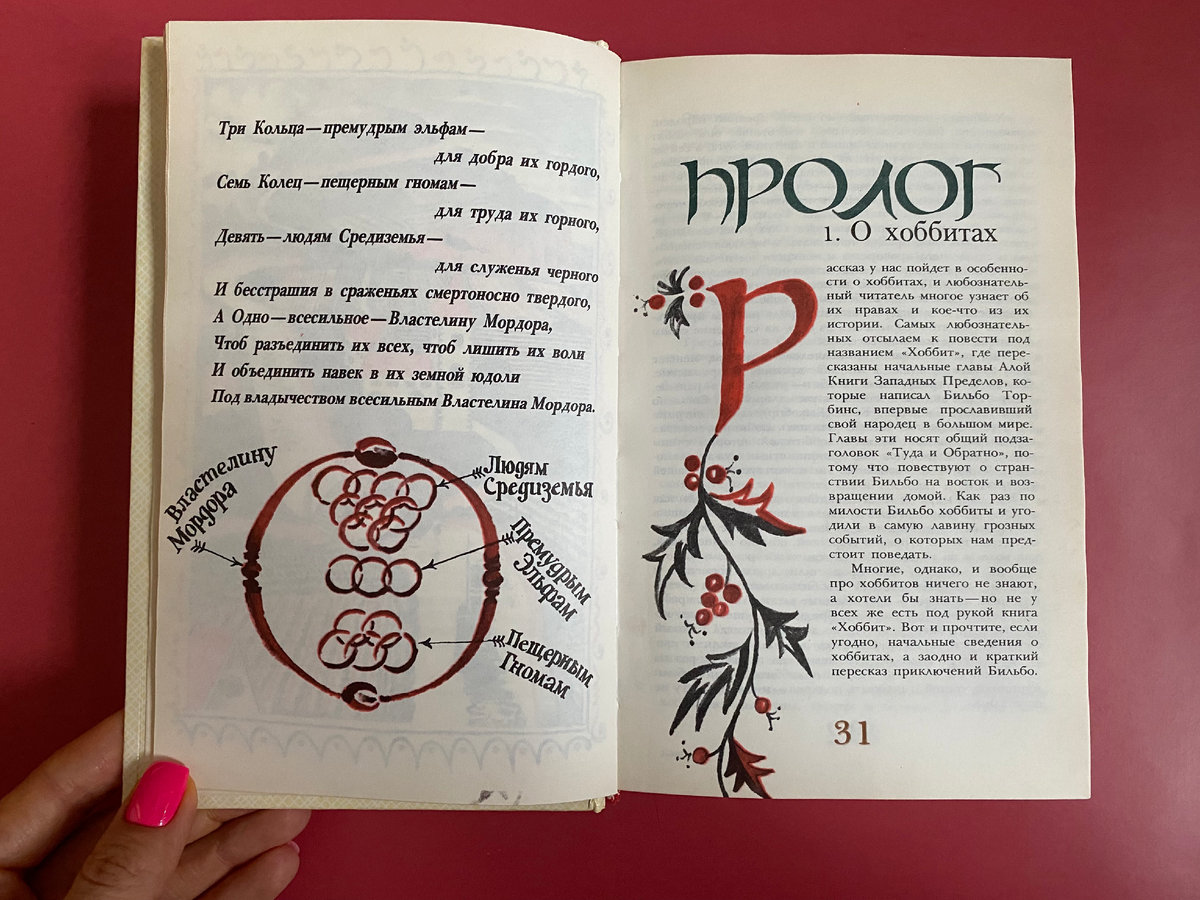 Три Кольца—премудрым эльфам—
для добра их гордого,
Семь Колец—пещерным гномам—
для труда их горного,
Девять—людям Средиземья—
для служенья черного
И бесстрашия в сраженьях смертоносно твердого,
А Одно—всесильное—Властелину Мордора,
Чтоб разъединить их всех, чтоб лишить их воли
И объединить навек в их земной юдоли
Под владычеством всесильным Властелина Мордора.
Властелину
Мордора
Людям
Средиземья
Премудрым
Эльфам
Пещерным
Гномам
ПРОЛОГ
1. О хоббитах
Р
ассказ у нас пойдет в особенно-
сти о хоббитах, и любознатель-
ный читатель многое узнает об
их нравах и кое-что из их
истории. Самых любознатель-
ных отсылаем к повести под
названием «Хоббит», где пере-
сказаны начальные главы Алой
Книги Западных Пределов, ко-
торые написал Бильбо Тор-
бинс, впервые прославивший
свой народец в большом мире.
Главы эти носят общий подза-
головок «Туда и Обратно», по-
тому что повествуют о стран-
ствии Бильбо на восток и воз-
вращении домой. Как раз по
милости Бильбо хоббиты и уго-
дили в самую лавину грозных
событий, о которых нам пред-
стоит поведать.
Многие, однако, и вообще
про хоббитов ничего не знают,
а хотели бы знать—но не у
всех же есть под рукой книга
«Хоббит». Вот и прочтите, если
угодно, начальные сведения о
хоббитах, а заодно и краткий
пересказ приключений Бильбо.
31